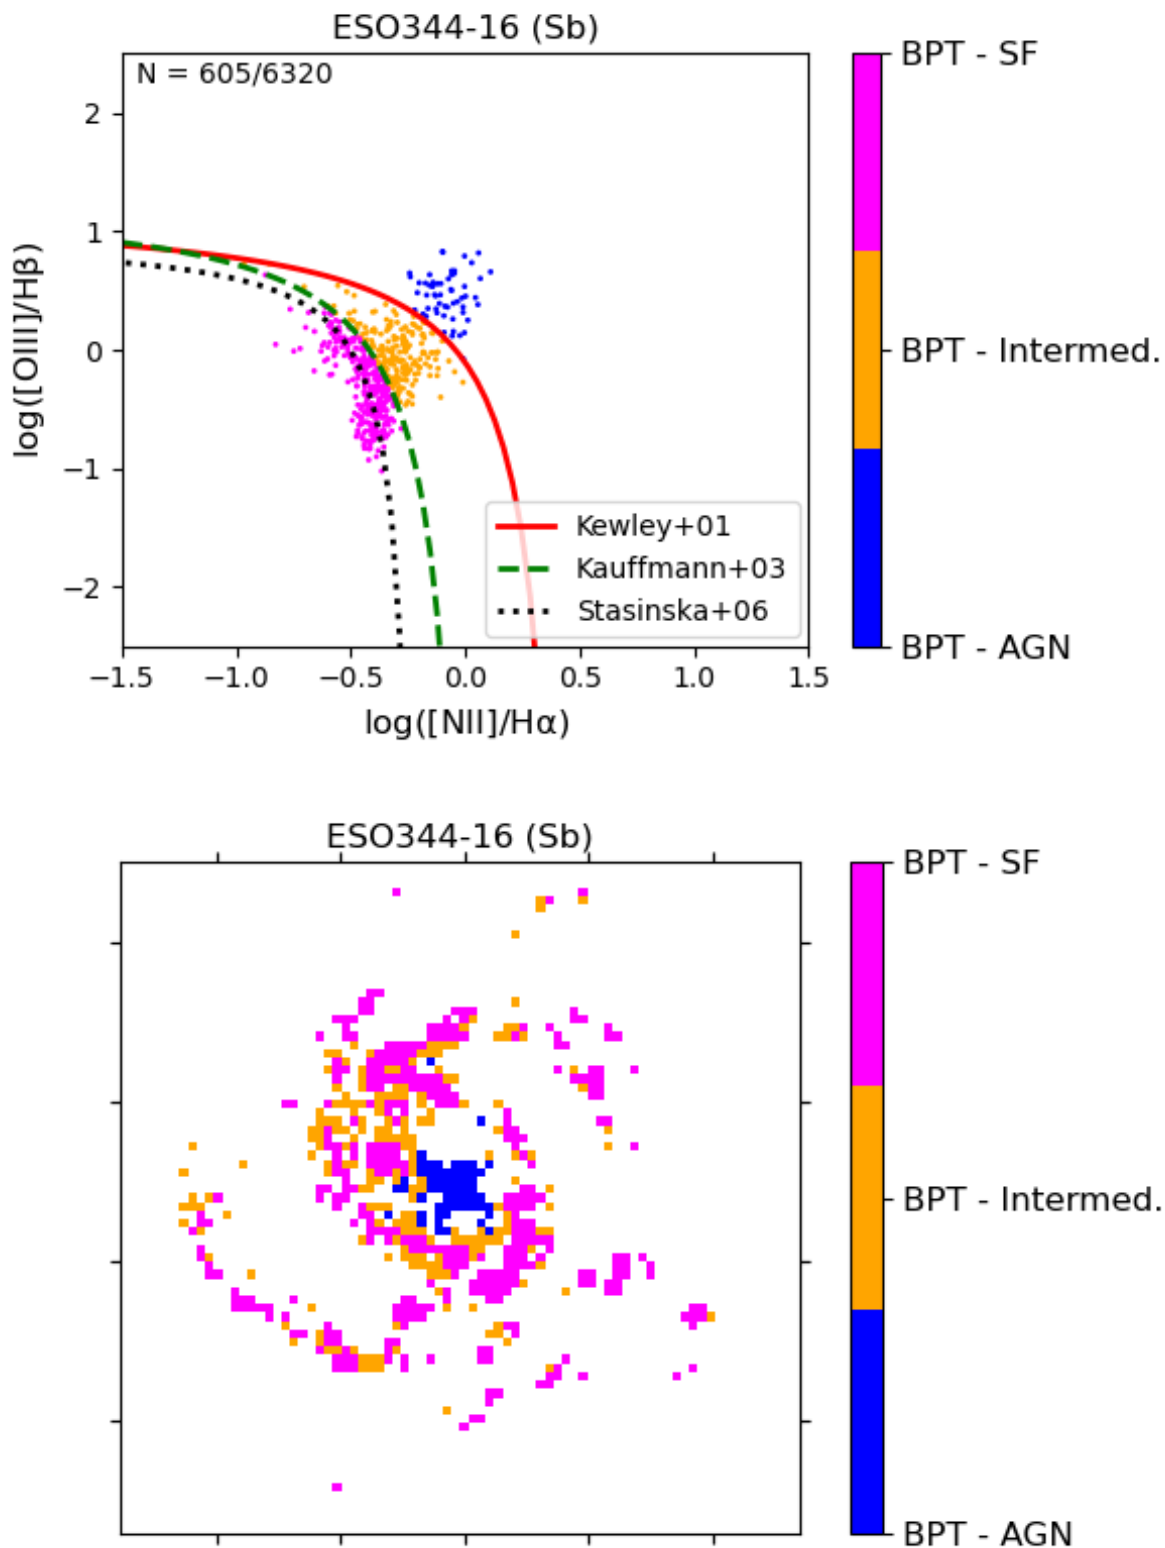 ESO344-16 (Sb)
N = 605/6320
log([OIII]/Hβ)
2
1
0
−1
−2
−1.5
−1.0
−0.5
0.0
0.5
1.0
1.5
log([NII]/Hα)
Kewley+01
Kauffmann+03
Stasinska+06
BPT - SF
BPT - Intermed.
BPT - AGN
ESO344-16 (Sb)
BPT - SF
BPT - Intermed.
BPT - AGN